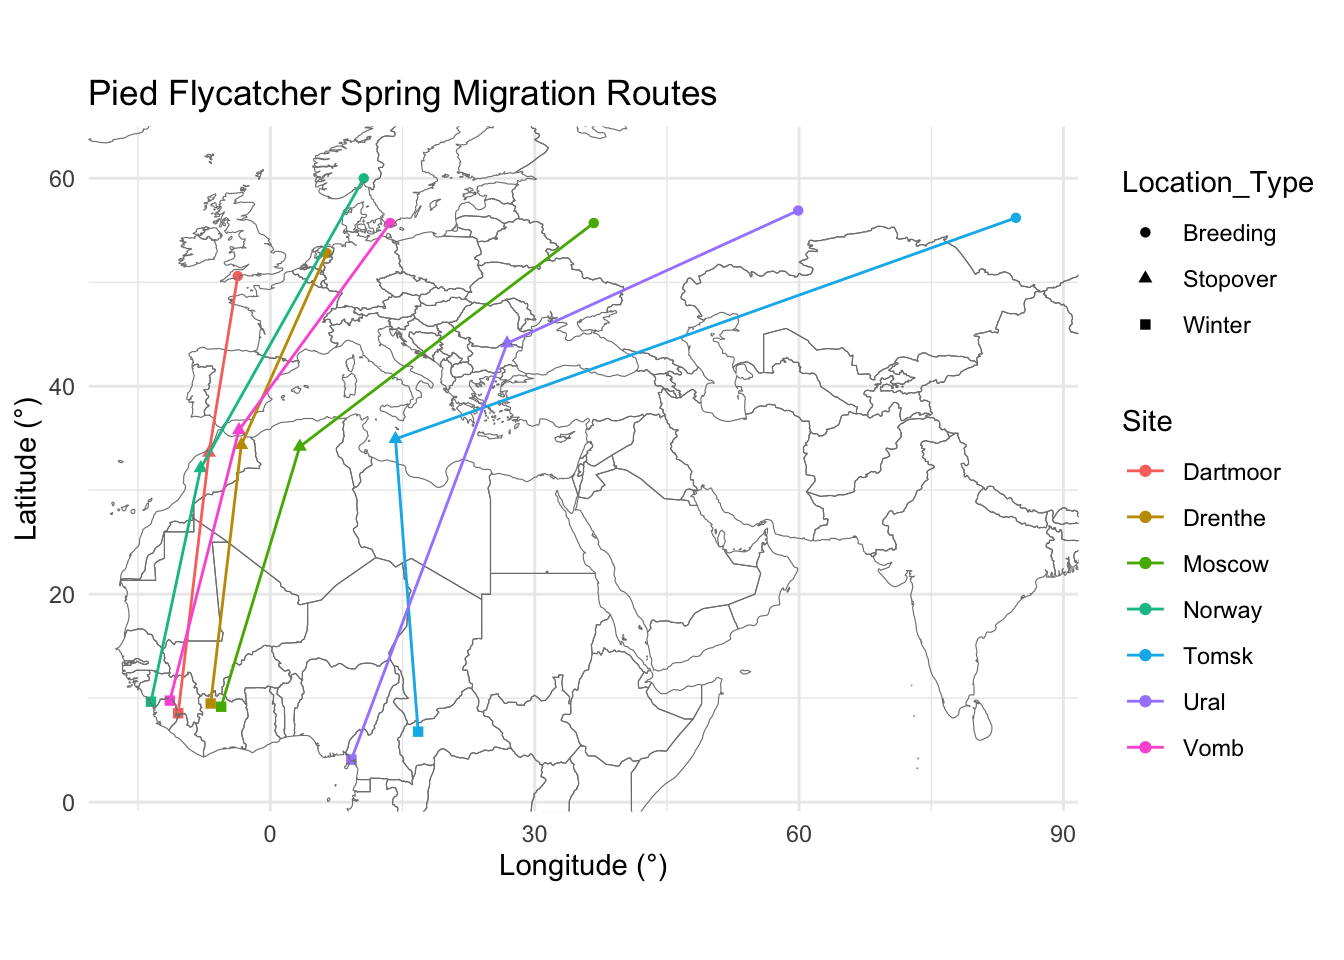 Pied Flycatcher Spring Migration Routes
60
40
20
0
Latitude (°)
0
30
60
90
Longitude (°)
Location_Type
Breeding
Stopover
Winter
Site
Dartmoor
Drenthe
Moscow
Norway
Tomsk
Ural
Vomb